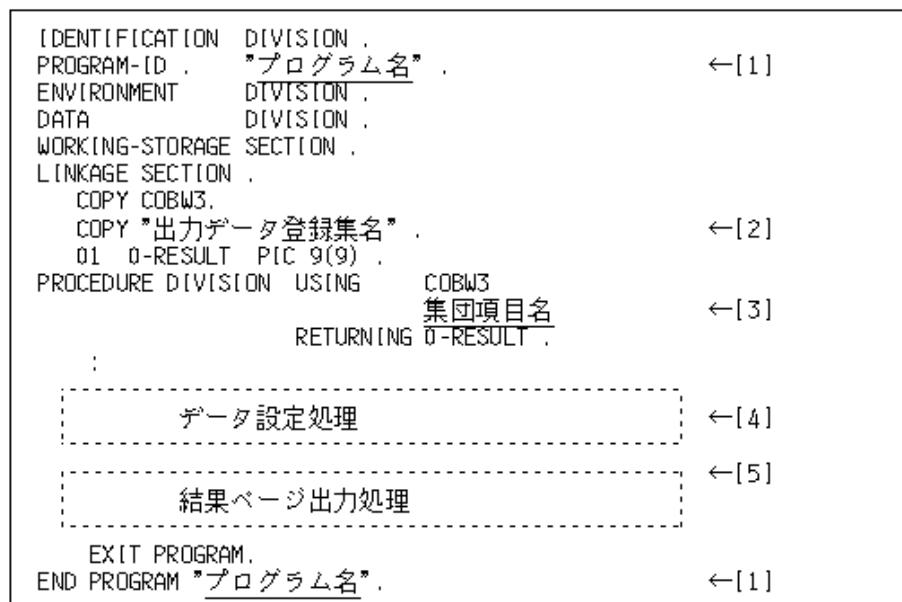 IDENTIFICATION DIVISION .
PROGRAM-ID . "プログラム名" . ←[1]
ENVIRONMENT DIVISION .
DATA DIVISION .
WORKING-STORAGE SECTION .
LINKAGE SECTION .
COPY COBW3.
COPY "出力データ登録集名" . ←[2]
01 O-RESULT PIC 9(9) .
PROCEDURE DIVISION USING COBW3
集団項目名 ←[3]
RETURNING O-RESULT .
:
データ設定処理 ←[4]
←[5]
結果ページ出力処理
EXIT PROGRAM.
END PROGRAM "プログラム名". ←[1]